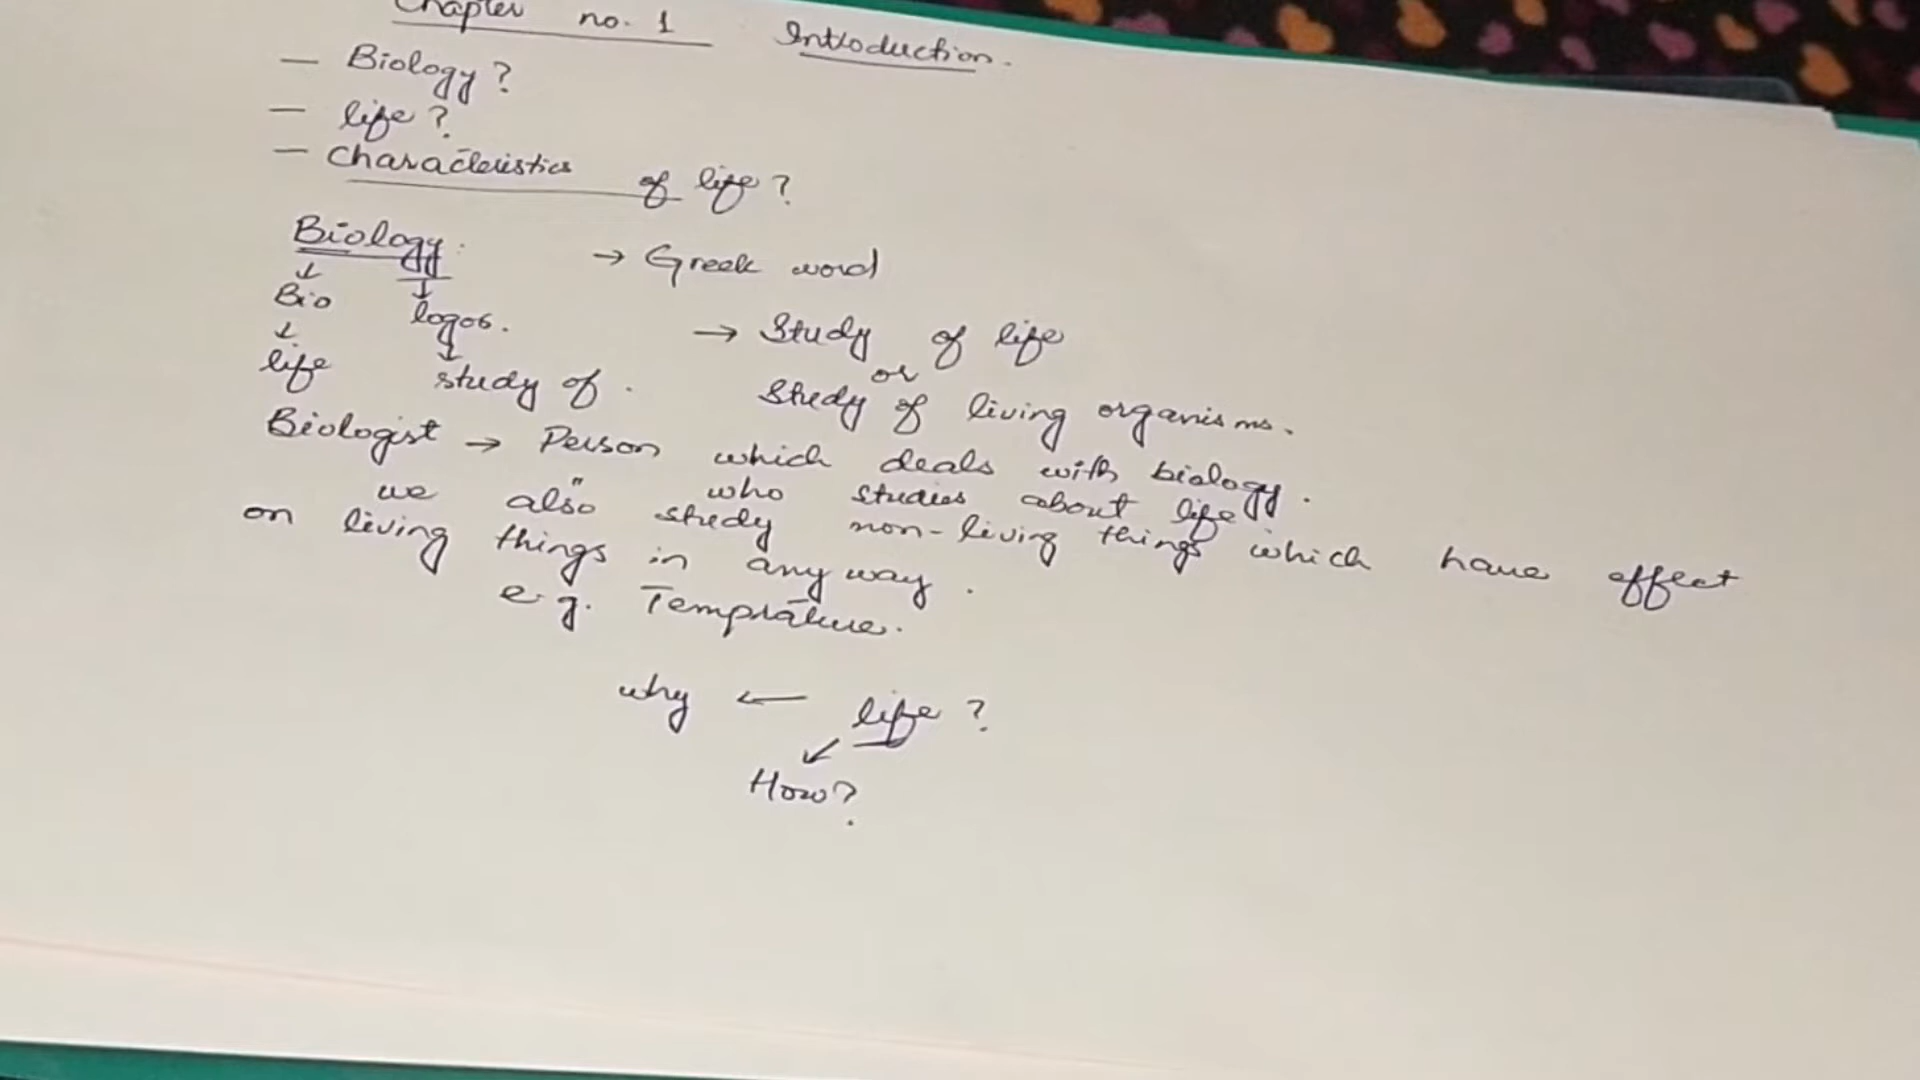 Chapter no. 1 Introduction.
— Biology?
— life?
— Characteristics of life?
Biology. → Greek word
↓ ↓
Bio logos. → Study of life
↓ ↓ or
life study of. Study of living organisms.
Biologist → Person which deals with biology.
" who studies about life
we also study non-living things which have effect
on living things in any way.
e.g. Temprature.
why ← life?
↙
How?